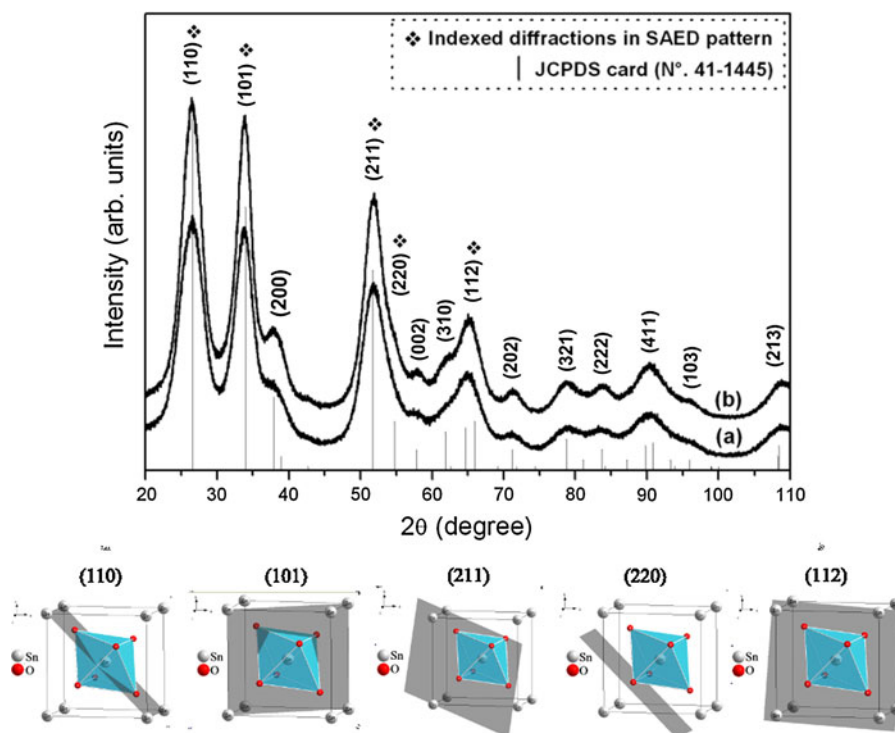 ❖ Indexed diffractions in SAED pattern
JCPDS card (N°. 41-1445)
(110) ❖
(101) ❖
(200)
(211) ❖
(220) ❖
(002)
(310)
(112) ❖
(202)
(321)
(222)
(411)
(103)
(213)
(b)
(a)
Intensity (arb. units)
20 30 40 50 60 70 80 90 100 110
2θ (degree)
(110) (101) (211) (220) (112)
Sn Sn Sn Sn Sn
O O O O O